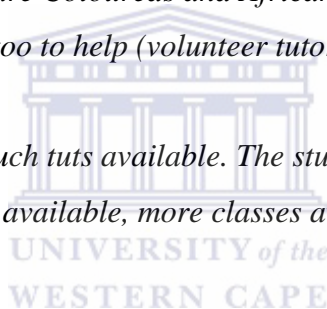 are Coloureds and African
too to help (volunteer tuto
uch tuts available. The stu
available, more classes a
UNIVERSITY of the
WESTERN CAPE